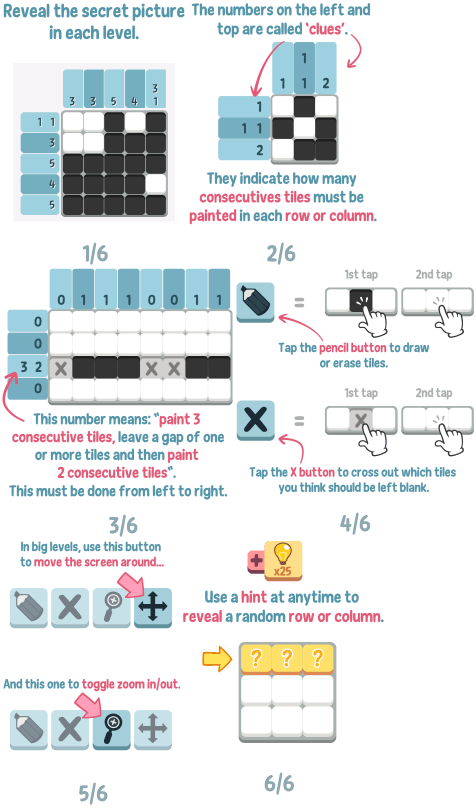 Reveal the secret picture
in each level.
3 3 5 4 3
1
1 1
3
5
4
5
1/6
The numbers on the left and
top are called 'clues'.
1
1 1 2
1
1 1
2
They indicate how many
consecutives tiles must be
painted in each row or column.
2/6
0 1 1 1 0 0 1 1
0
0
3 2
0
This number means: "paint 3
consecutive tiles, leave a gap of one
or more tiles and then paint
2 consecutive tiles".
This must be done from left to right.
3/6
1st tap 2nd tap
=
Tap the pencil button to draw
or erase tiles.
1st tap 2nd tap
=
Tap the X button to cross out which tiles
you think should be left blank.
4/6
In big levels, use this button
to move the screen around...
And this one to toggle zoom in/out.
5/6
+ x25
Use a hint at anytime to
reveal a random row or column.
? ? ?
6/6